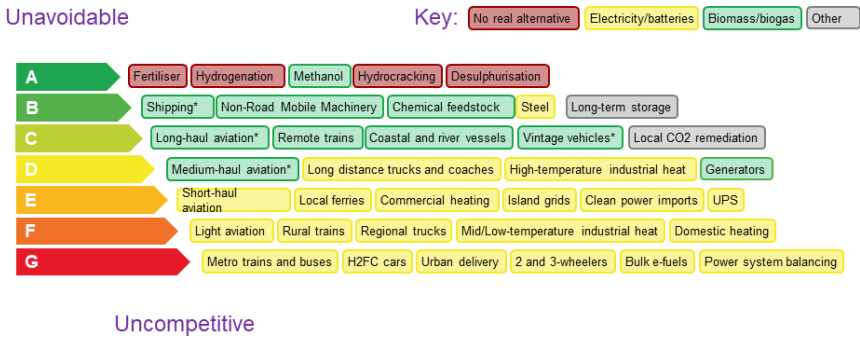 Unavoidable
Key: No real alternative Electricity/batteries Biomass/biogas Other
A Fertiliser Hydrogenation Methanol Hydrocracking Desulphurisation
B Shipping* Non-Road Mobile Machinery Chemical feedstock Steel Long-term storage
C Long-haul aviation* Remote trains Coastal and river vessels Vintage vehicles* Local CO2 remediation
D Medium-haul aviation* Long distance trucks and coaches High-temperature industrial heat Generators
E Short-haul aviation Local ferries Commercial heating Island grids Clean power imports UPS
F Light aviation Rural trains Regional trucks Mid/Low-temperature industrial heat Domestic heating
G Metro trains and buses H2FC cars Urban delivery 2 and 3-wheelers Bulk e-fuels Power system balancing
Uncompetitive